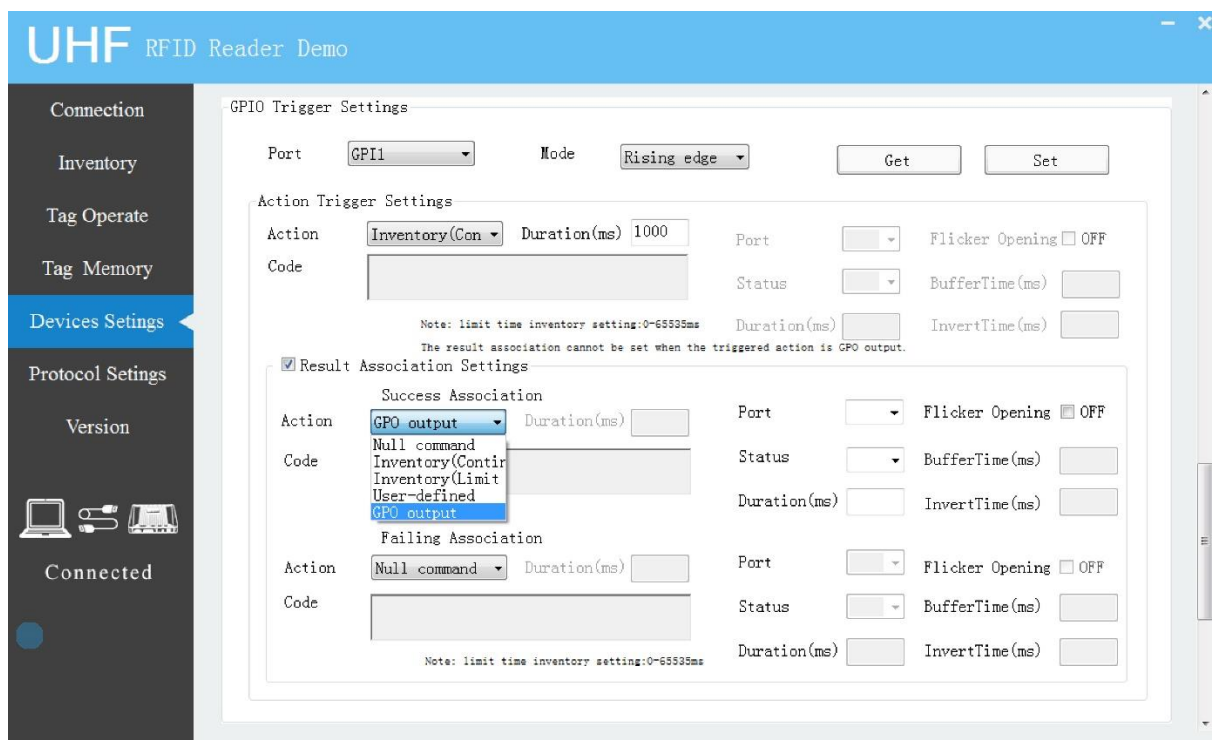 UHF RFID Reader Demo
Connection
Inventory
Tag Operate
Tag Memory
Devices Setings
Protocol Setings
Version
Connected
GPIO Trigger Settings
Port GPI1 Mode Rising edge Get Set
Action Trigger Settings
Action Inventory(Con Duration(ms) 1000 Port Flicker Opening OFF
Code
Status BufferTime(ms)
Note: limit time inventory setting:0-65535ms Duration(ms) InvertTime(ms)
The result association cannot be set when the triggered action is GPO output.
Result Association Settings
Success Association
Action GPO output Duration(ms) Port Flicker Opening OFF
Null command
Code Inventory(Contir Status BufferTime(ms)
Inventory(Limit
User-defined
GPO output Duration(ms) InvertTime(ms)
Failing Association
Action Null command Duration(ms) Port Flicker Opening OFF
Code Status BufferTime(ms)
Note: limit time inventory setting:0-65535ms Duration(ms) InvertTime(ms)